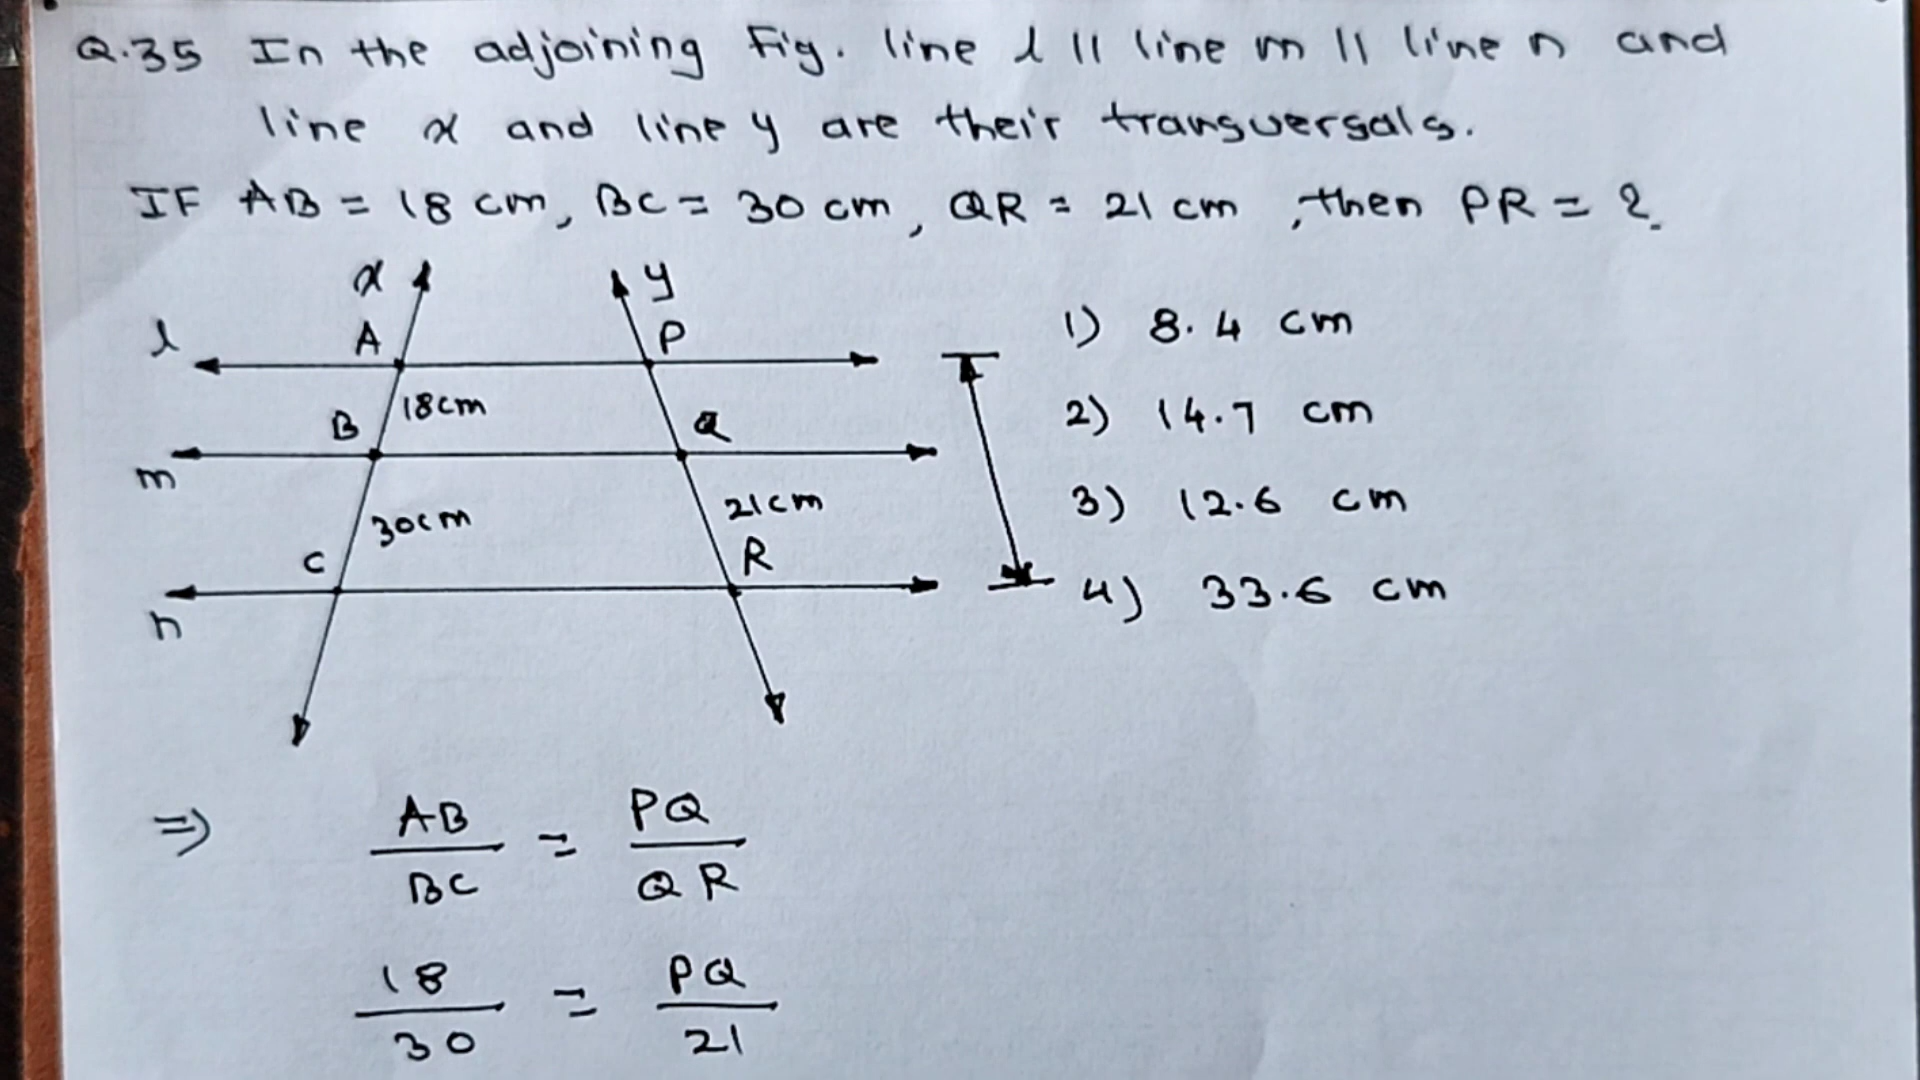 Q.35 In the adjoining Fig. line l || line m || line n and
line x and line y are their transversals.
IF AB = 18 cm, BC = 30 cm, QR = 21 cm, then PR = ?
x
y
l
A
P
1) 8.4 cm
18cm
B
Q
2) 14.7 cm
m
30cm
21cm
3) 12.6 cm
C
R
4) 33.6 cm
n
⇒ AB/BC = PQ/QR
18/30 = PQ/21